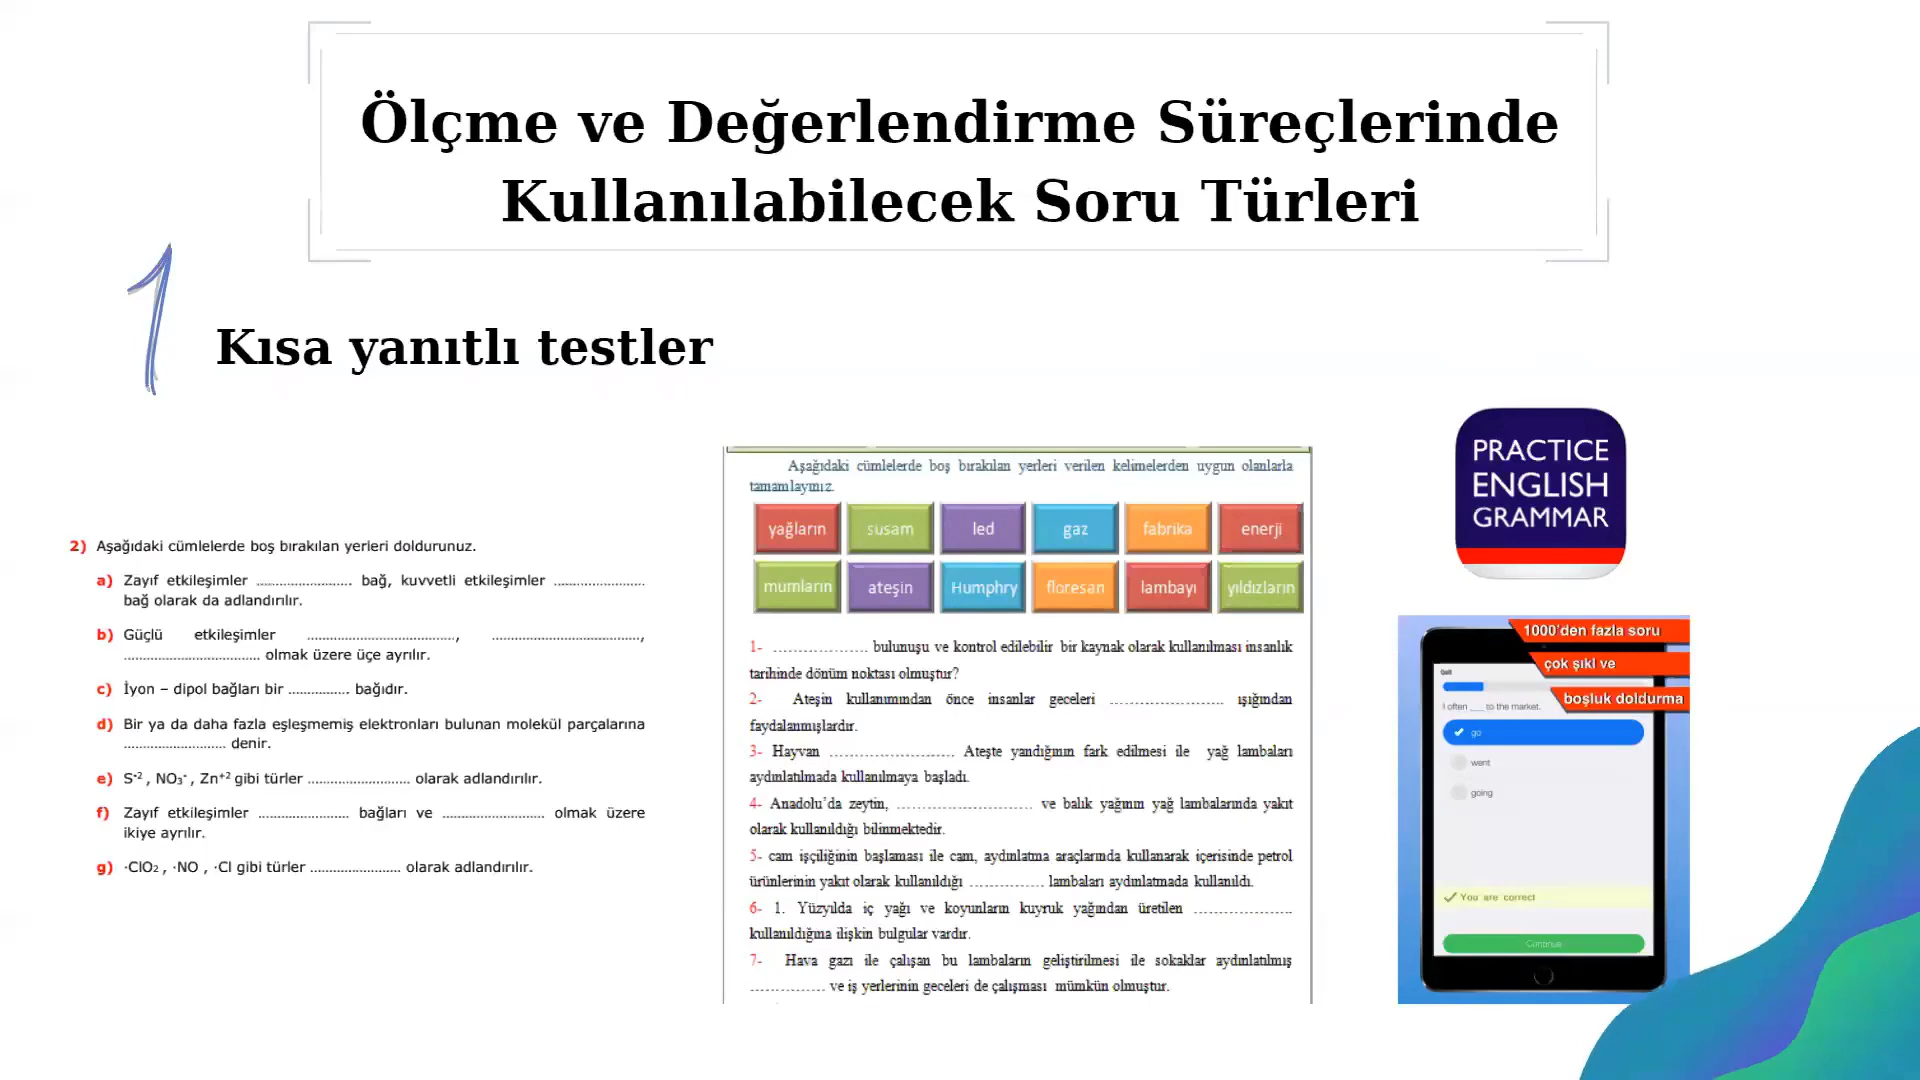 Ölçme ve Değerlendirme Süreçlerinde
Kullanılabilecek Soru Türleri
1
Kısa yanıtlı testler
2) Aşağıdaki cümlelerde boş bırakılan yerleri doldurunuz.
a) Zayıf etkileşimler ......................... bağ, kuvvetli etkileşimler ........................
bağ olarak da adlandırılır.
b) Güçlü etkileşimler ......................................., .......................................,
.................................... olmak üzere üçe ayrılır.
c) İyon – dipol bağları bir ................ bağıdır.
d) Bir ya da daha fazla eşleşmemiş elektronları bulunan molekül parçalarına
........................... denir.
e) S⁻² , NO₃⁻ , Zn⁺² gibi türler ........................... olarak adlandırılır.
f) Zayıf etkileşimler ........................ bağları ve ........................... olmak üzere
ikiye ayrılır.
g) ·ClO₂ , ·NO , ·Cl gibi türler ........................ olarak adlandırılır.
Aşağıdaki cümlelerde boş bırakılan yerleri verilen kelimelerden uygun olanlarla
tamamlayınız.
yağların susam led gaz fabrika enerji
mumların ateşin Humphry floresan lambayı yıldızların
1- ..................... bulunuşu ve kontrol edilebilir bir kaynak olarak kullanılması insanlık
tarihinde dönüm noktası olmuştur?
2- Ateşin kullanımından önce insanlar geceleri ......................... ışığından
faydalanmışlardır.
3- Hayvan ........................... Ateşte yandığının fark edilmesi ile yağ lambaları
aydınlatılmada kullanılmaya başladı.
4- Anadolu'da zeytin, .............................. ve balık yağının yağ lambalarında yakıt
olarak kullanıldığı bilinmektedir.
5- cam işçiliğinin başlaması ile cam, aydınlatma araçlarında kullanarak içerisinde petrol
ürünlerinin yakıt olarak kullanıldığı ................ lambaları aydınlatmada kullanıldı.
6- 1. Yüzyılda iç yağı ve koyunların kuyruk yağından üretilen ......................
kullanıldığına ilişkin bulgular vardır.
7- Hava gazı ile çalışan bu lambaların geliştirilmesi ile sokaklar aydınlatılmış
................ ve iş yerlerinin geceleri de çalışması mümkün olmuştur.
PRACTICE
ENGLISH
GRAMMAR
1000'den fazla soru
çok şıkl ve
boşluk doldurma
Quiz
I often ___ to the market.
go
went
going
You are correct
Continue